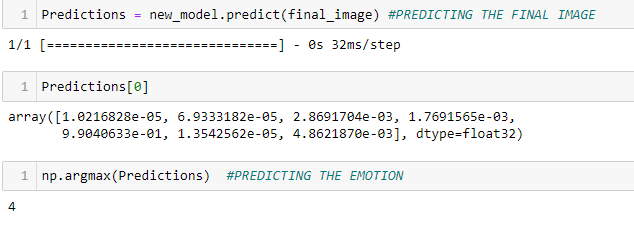 1 Predictions = new_model.predict(final_image) #PREDICTING THE FINAL IMAGE
1/1 [==============================] - 0s 32ms/step
1 Predictions[0]
array([1.0216828e-05, 6.9333182e-05, 2.8691704e-03, 1.7691565e-03,
9.9040633e-01, 1.3542562e-05, 4.8621870e-03], dtype=float32)
1 np.argmax(Predictions)  #PREDICTING THE EMOTION
4